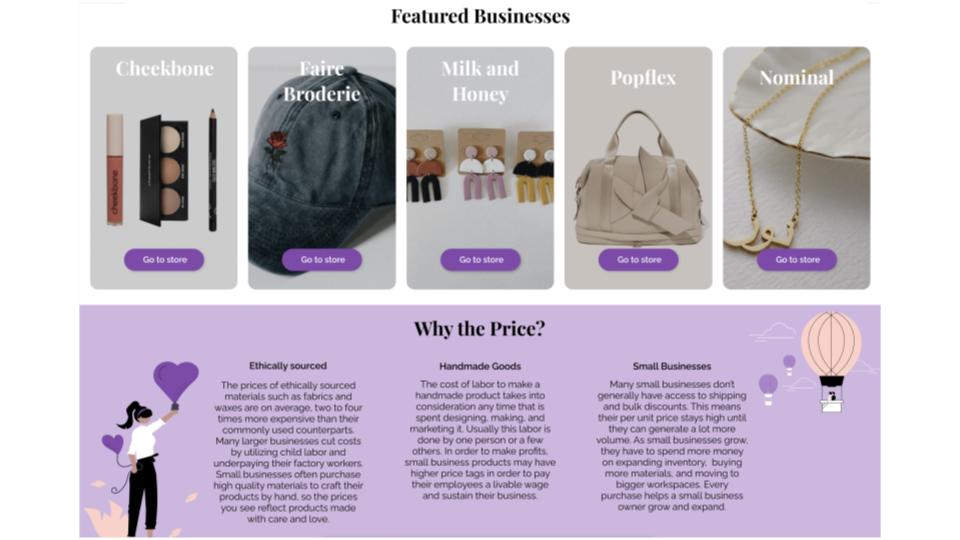 Featured Businesses
Cheekbone
Faire
Broderie
Milk and
Honey
Popflex
Nominal
cheekbone
نور
Go to store
Go to store
Go to store
Go to store
Go to store
Why the Price?
Ethically sourced
The prices of ethically sourced
materials such as fabrics and
waxes are on average, two to four
times more expensive than their
commonly used counterparts.
Many larger businesses cut costs
by utilizing child labor and
underpaying their factory workers.
Small businesses often purchase
high quality materials to craft their
products by hand, so the prices
you see reflect products made
with care and love.
Handmade Goods
The cost of labor to make a
handmade product takes into
consideration any time that is
spent designing, making, and
marketing it. Usually this labor is
done by one person or a few
others. In order to make profits,
small business products may have
higher price tags in order to pay
their employees a livable wage
and sustain their business.
Small Businesses
Many small businesses don't
generally have access to shipping
and bulk discounts. This means
their per unit price stays high until
they can generate a lot more
volume. As small businesses grow,
they have to spend more money
on expanding inventory, buying
more materials, and moving to
bigger workspaces. Every
purchase helps a small business
owner grow and expand.